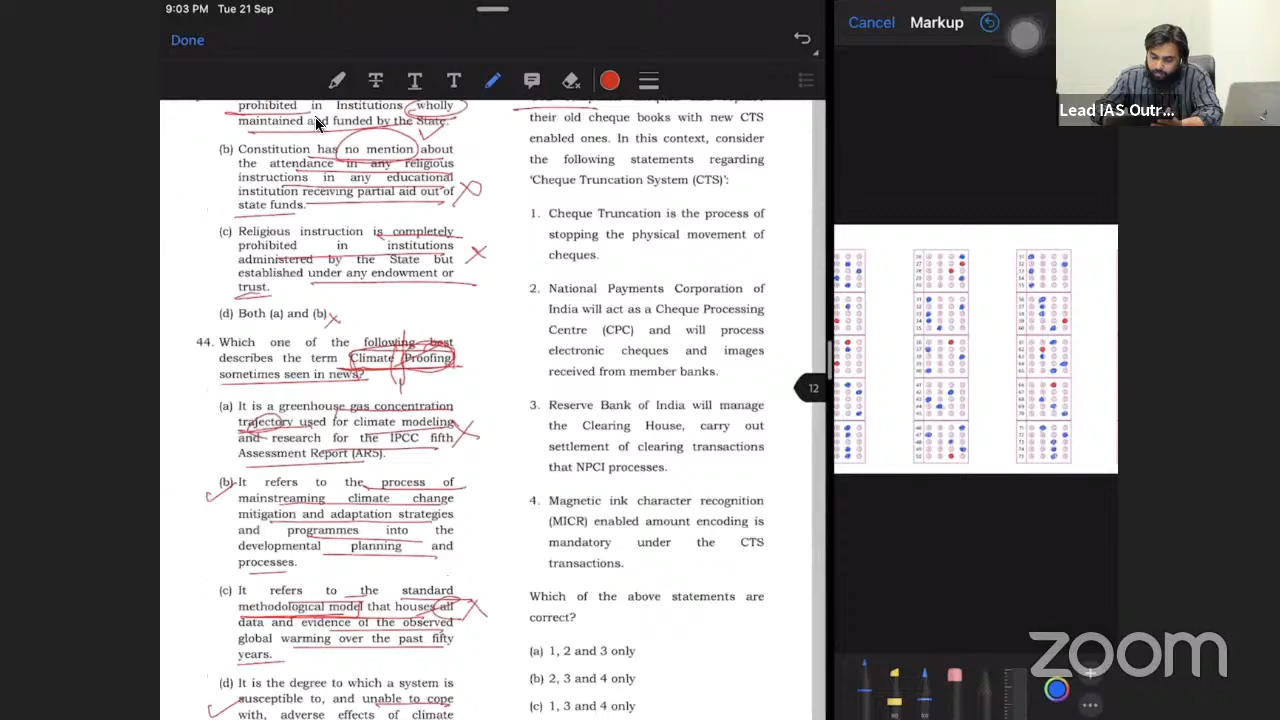 9:03 PM Tue 21 Sep
Done
Cancel
Markup
Lead IAS Outr...
prohibited in Institutions wholly
maintained and funded by the State.
(b) Constitution has no mention about
the attendance in any religious
instructions in any educational
institution receiving partial aid out of
state funds.
(c) Religious instruction is completely
prohibited in institutions
administered by the State but
established under any endowment or
trust.
(d) Both (a) and (b)
44. Which one of the following best
describes the term Climate Proofing
sometimes seen in news?
(a) It is a greenhouse gas concentration
trajectory used for climate modeling
and research for the IPCC fifth
Assessment Report (AR5).
(b) It refers to the process of
mainstreaming climate change
mitigation and adaptation strategies
and programmes into the
developmental planning and
processes.
(c) It refers to the standard
methodological model that houses all
data and evidence of the observed
global warming over the past fifty
years.
(d) It is the degree to which a system is
susceptible to, and unable to cope
with, adverse effects of climate
their old cheque books with new CTS
enabled ones. In this context, consider
the following statements regarding
'Cheque Truncation System (CTS)':
1. Cheque Truncation is the process of
stopping the physical movement of
cheques.
2. National Payments Corporation of
India will act as a Cheque Processing
Centre (CPC) and will process
electronic cheques and images
received from member banks.
3. Reserve Bank of India will manage
the Clearing House, carry out
settlement of clearing transactions
that NPCI processes.
4. Magnetic ink character recognition
(MICR) enabled amount encoding is
mandatory under the CTS
transactions.
Which of the above statements are
correct?
(a) 1, 2 and 3 only
(b) 2, 3 and 4 only
(c) 1, 3 and 4 only
12
zoom